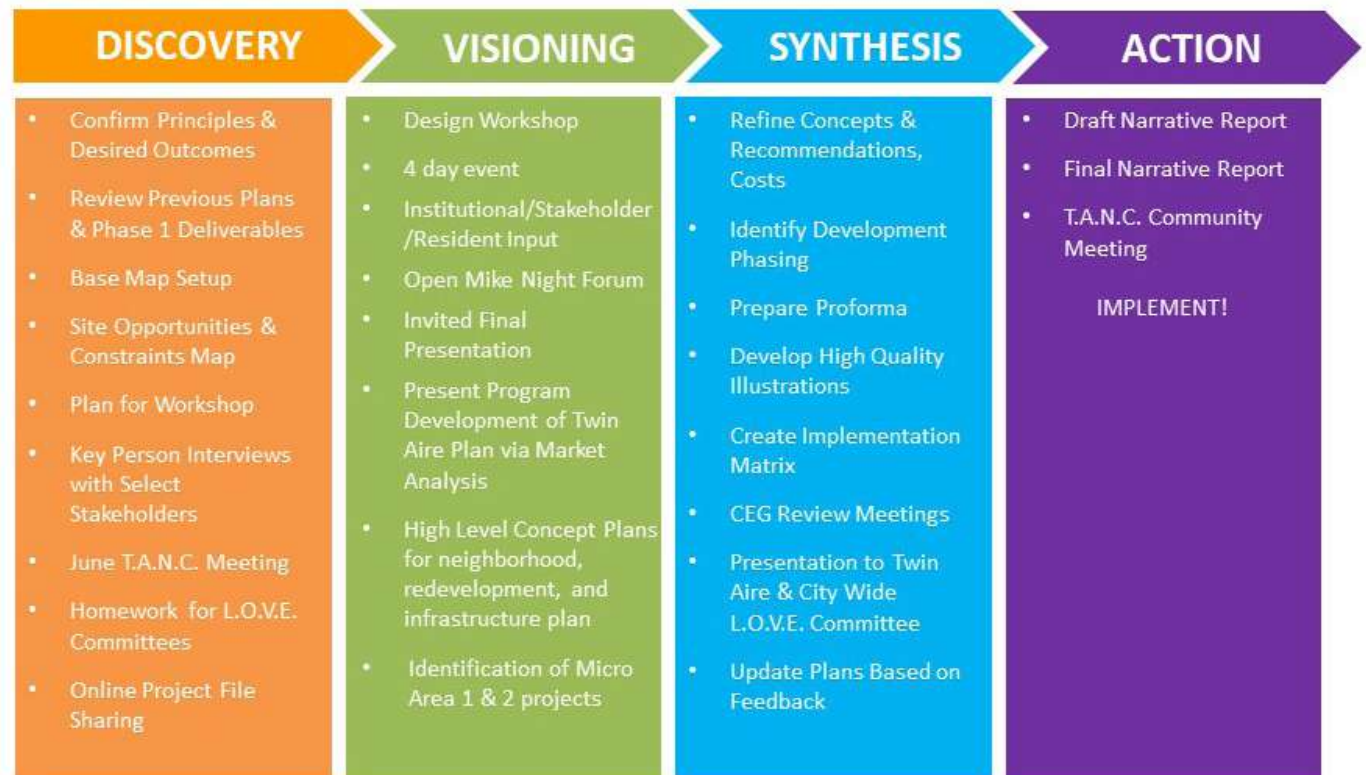 DISCOVERY
VISIONING
SYNTHESIS
ACTION
• Confirm Principles &
Desired Outcomes
• Review Previous Plans
& Phase 1 Deliverables
• Base Map Setup
• Site Opportunities &
Constraints Map
• Plan for Workshop
• Key Person Interviews
with Select
Stakeholders
• June T.A.N.C. Meeting
• Homework for L.O.V.E.
Committees
• Online Project File
Sharing
• Design Workshop
• 4 day event
• Institutional/Stakeholder
/Resident Input
• Open Mike Night Forum
• Invited Final
Presentation
• Present Program
Development of Twin
Aire Plan via Market
Analysis
• High Level Concept Plans
for neighborhood,
redevelopment, and
infrastructure plan
• Identification of Micro
Area 1 & 2 projects
• Refine Concepts &
Recommendations,
Costs
• Identify Development
Phasing
• Prepare Proforma
• Develop High Quality
Illustrations
• Create Implementation
Matrix
• CEG Review Meetings
• Presentation to Twin
Aire & City Wide
L.O.V.E. Committee
• Update Plans Based on
Feedback
• Draft Narrative Report
• Final Narrative Report
• T.A.N.C. Community
Meeting
IMPLEMENT!